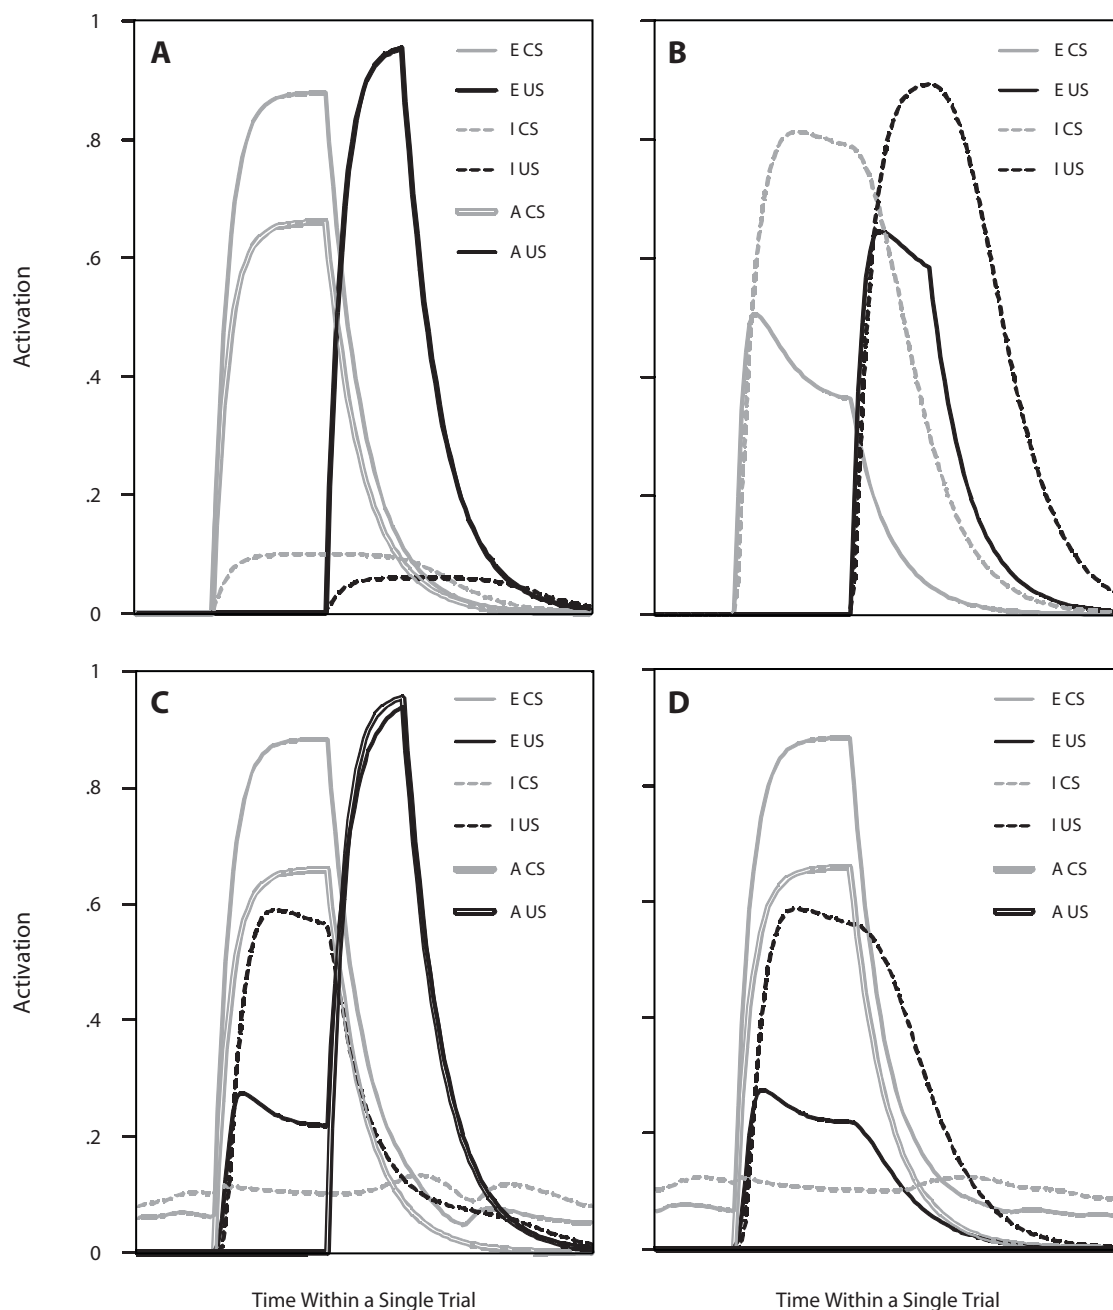 1
A
E CS
E US
I CS
I US
A CS
A US
.8
.6
.4
.2
0
Activation
B
E CS
E US
I CS
I US
1
C
E CS
E US
I CS
I US
A CS
A US
.8
.6
.4
.2
0
Activation
D
E CS
E US
I CS
I US
A CS
A US
Time Within a Single Trial
Time Within a Single Trial